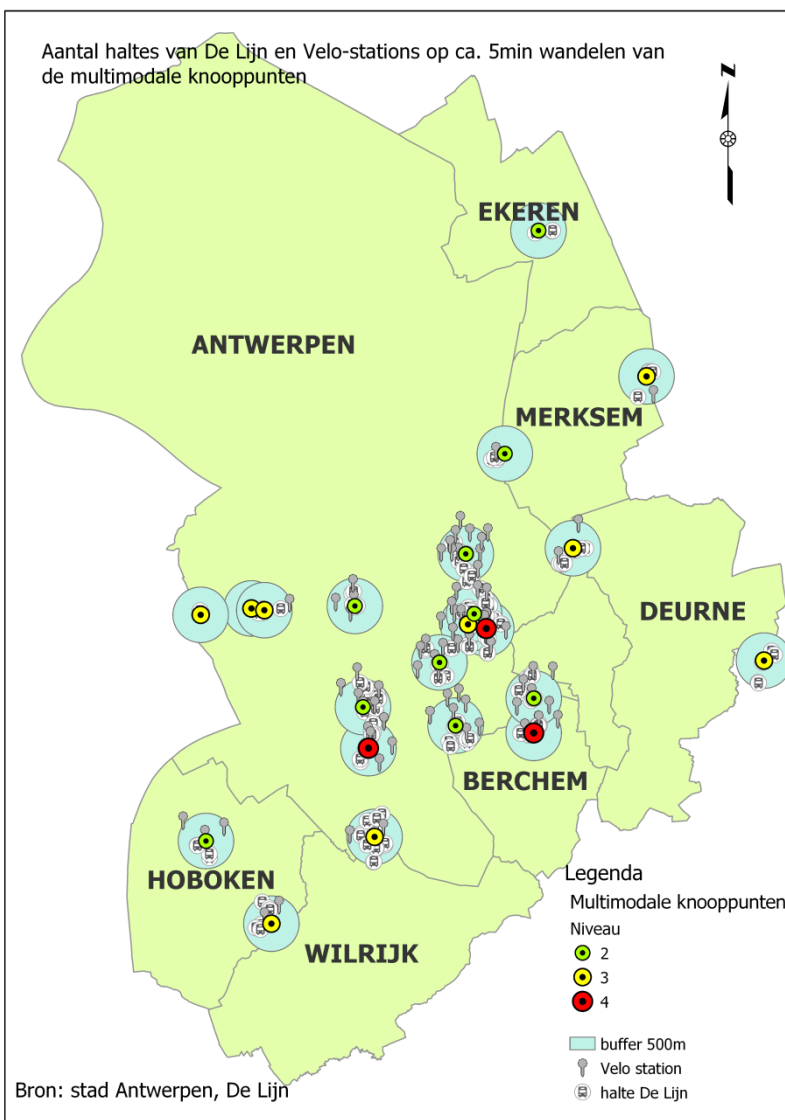 Aantal haltes van De Lijn en Velo-stations op ca. 5min wandelen van
de multimodale knooppunten
N
EKEREN
ANTWERPEN
MERKSEM
DEURNE
BERCHEM
HOBOKEN
WILRIJK
Legenda
Multimodale knooppunten
Niveau
2
3
4
buffer 500m
Velo station
halte De Lijn
Bron: stad Antwerpen, De Lijn